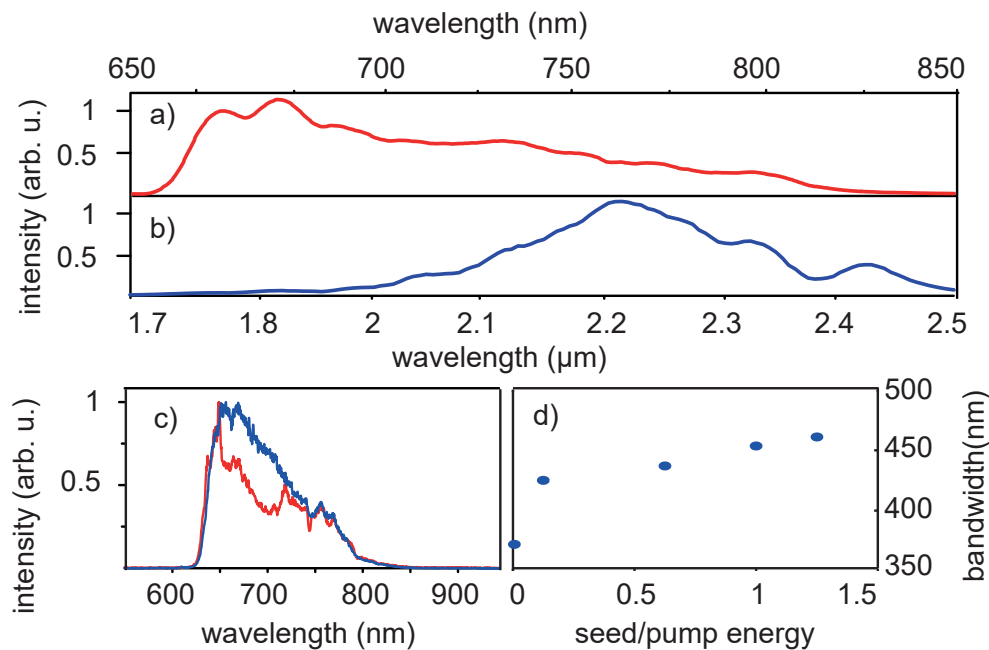 wavelength (nm)
650 700 750 800 850
intensity (arb. u.)
1
0.5
a)
1
0.5
b)
1.7 1.8 2 2.1 2.2 2.3 2.4 2.5
wavelength (µm)
intensity (arb. u.)
1
0.5
c)
600 700 800 900
wavelength (nm)
d)
500
450
400
350
bandwidth(nm)
0 0.5 1 1.5
seed/pump energy